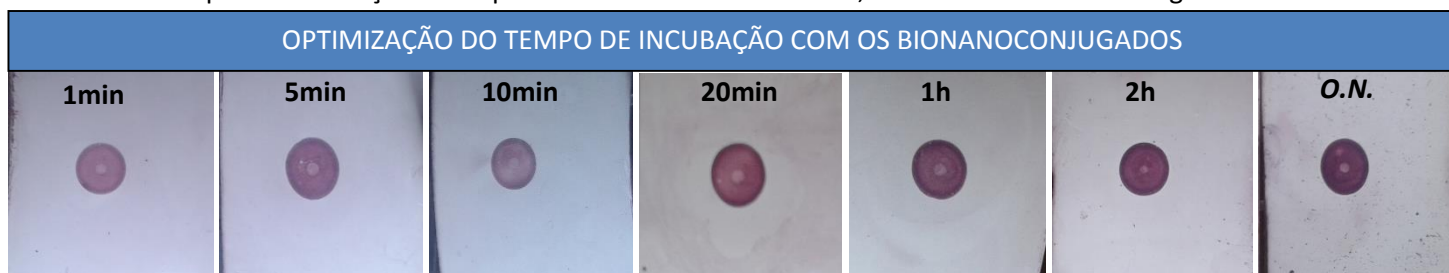 OPTIMIZAÇÃO DO TEMPO DE INCUBAÇÃO COM OS BIONANOCONJUGADOS
1min 5min 10min 20min 1h 2h O.N.